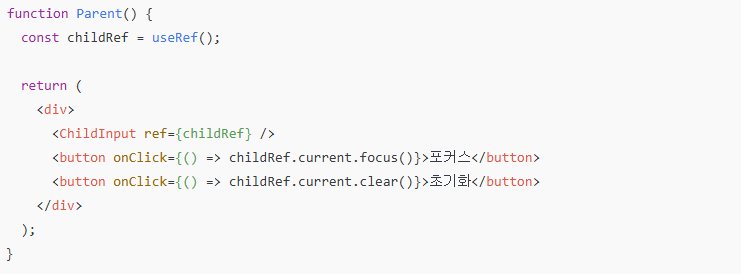 function Parent() {
  const childRef = useRef();

  return (
    <div>
      <ChildInput ref={childRef} />
      <button onClick={() => childRef.current.focus()}>포커스</button>
      <button onClick={() => childRef.current.clear()}>초기화</button>
    </div>
  );
}